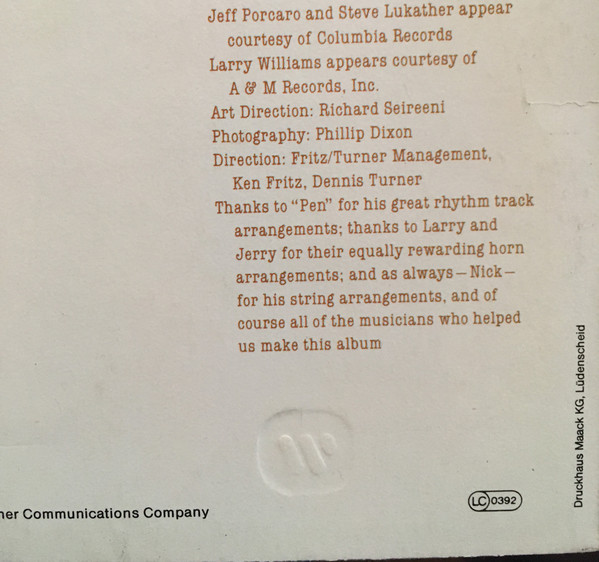 Jeff Porcaro and Steve Lukather appear
courtesy of Columbia Records
Larry Williams appears courtesy of
A & M Records, Inc.
Art Direction: Richard Seireeni
Photography: Phillip Dixon
Direction: Fritz/Turner Management,
Ken Fritz, Dennis Turner
Thanks to “Pen” for his great rhythm track
arrangements; thanks to Larry and
Jerry for their equally rewarding horn
arrangements; and as always—Nick—
for his string arrangements, and of
course all of the musicians who helped
us make this album
Communications Company
LC 0392
Druckhaus Maack KG, Lüdenscheid